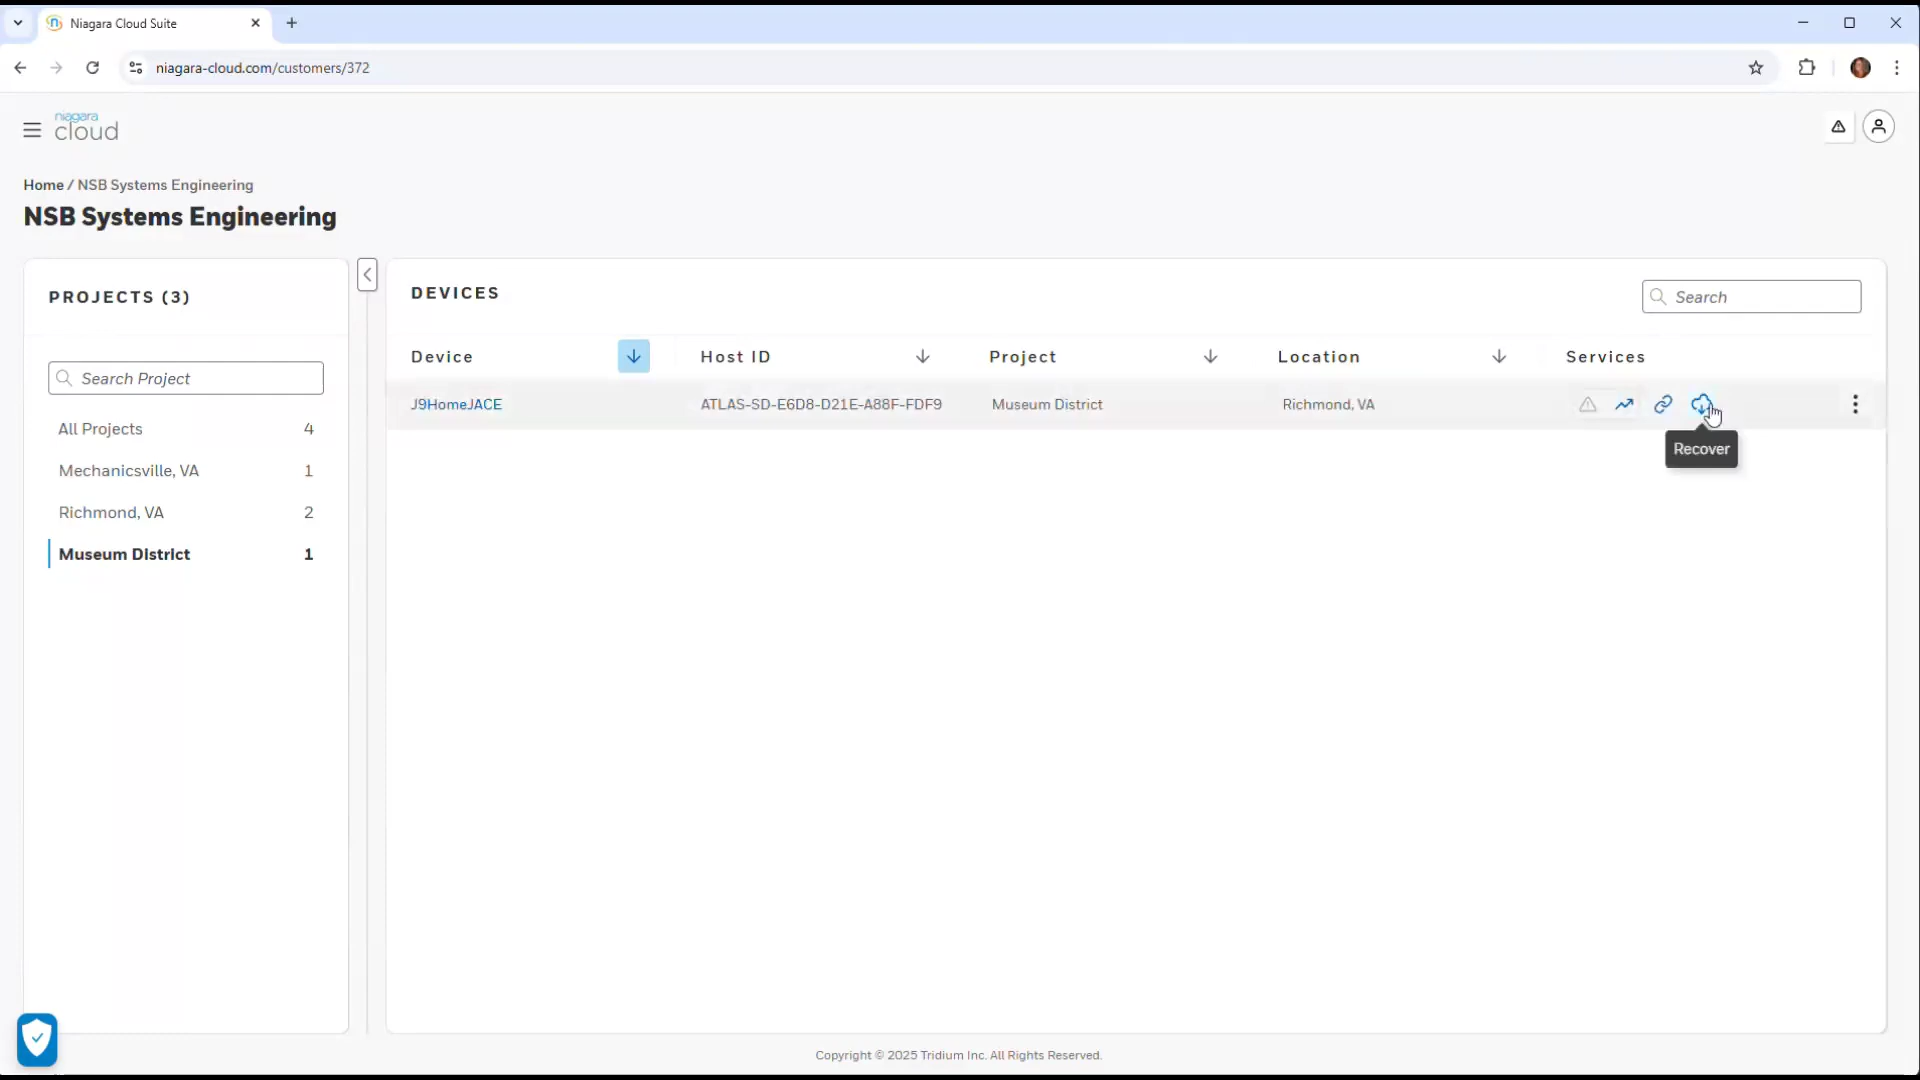 Niagara Cloud Suite
niagara-cloud.com/customers/372
niagara
cloud
Home / NSB Systems Engineering
NSB Systems Engineering
PROJECTS (3)
Search Project
All Projects 4
Mechanicsville, VA 1
Richmond, VA 2
Museum District 1
DEVICES
Search
Device Host ID Project Location Services
J9HomeJACE ATLAS-SD-E6D8-D21E-A88F-FDF9 Museum District Richmond, VA
Recover
Copyright © 2025 Tridium Inc. All Rights Reserved.